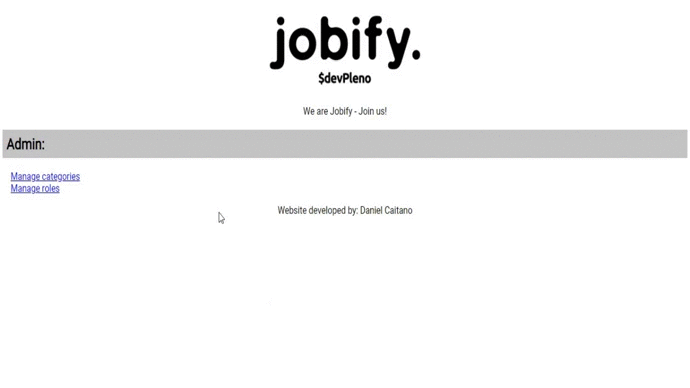 jobify.
$devPleno
We are Jobify - Join us!
Admin:
Manage categories
Manage roles
Website developed by: Daniel Caitano